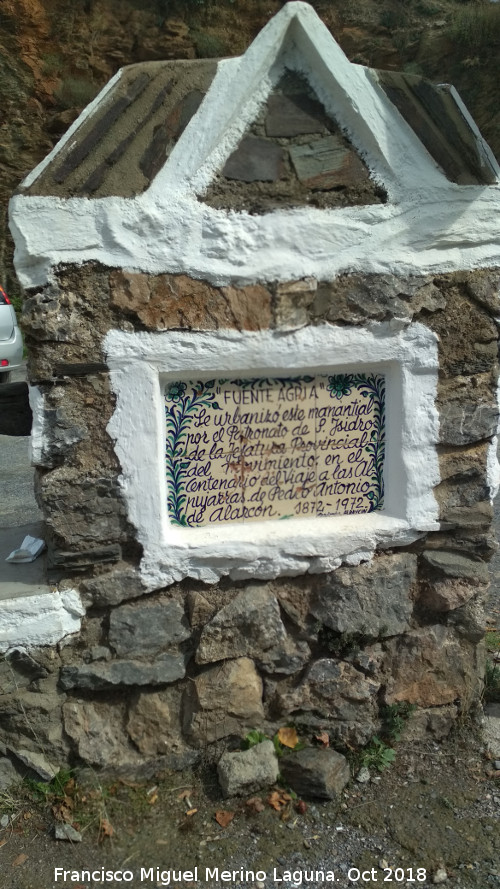 "FUENTE AGRIA"
Se urbanizó este manantial
por el Patronato de S. Isidro
de la Jefatura Provincial
del Movimiento; en el
Centenario del Viaje a las Al
pujarras de Pedro Antonio
de Alarcón. 1872-1972.
Francisco Miguel Merino Laguna. Oct 2018